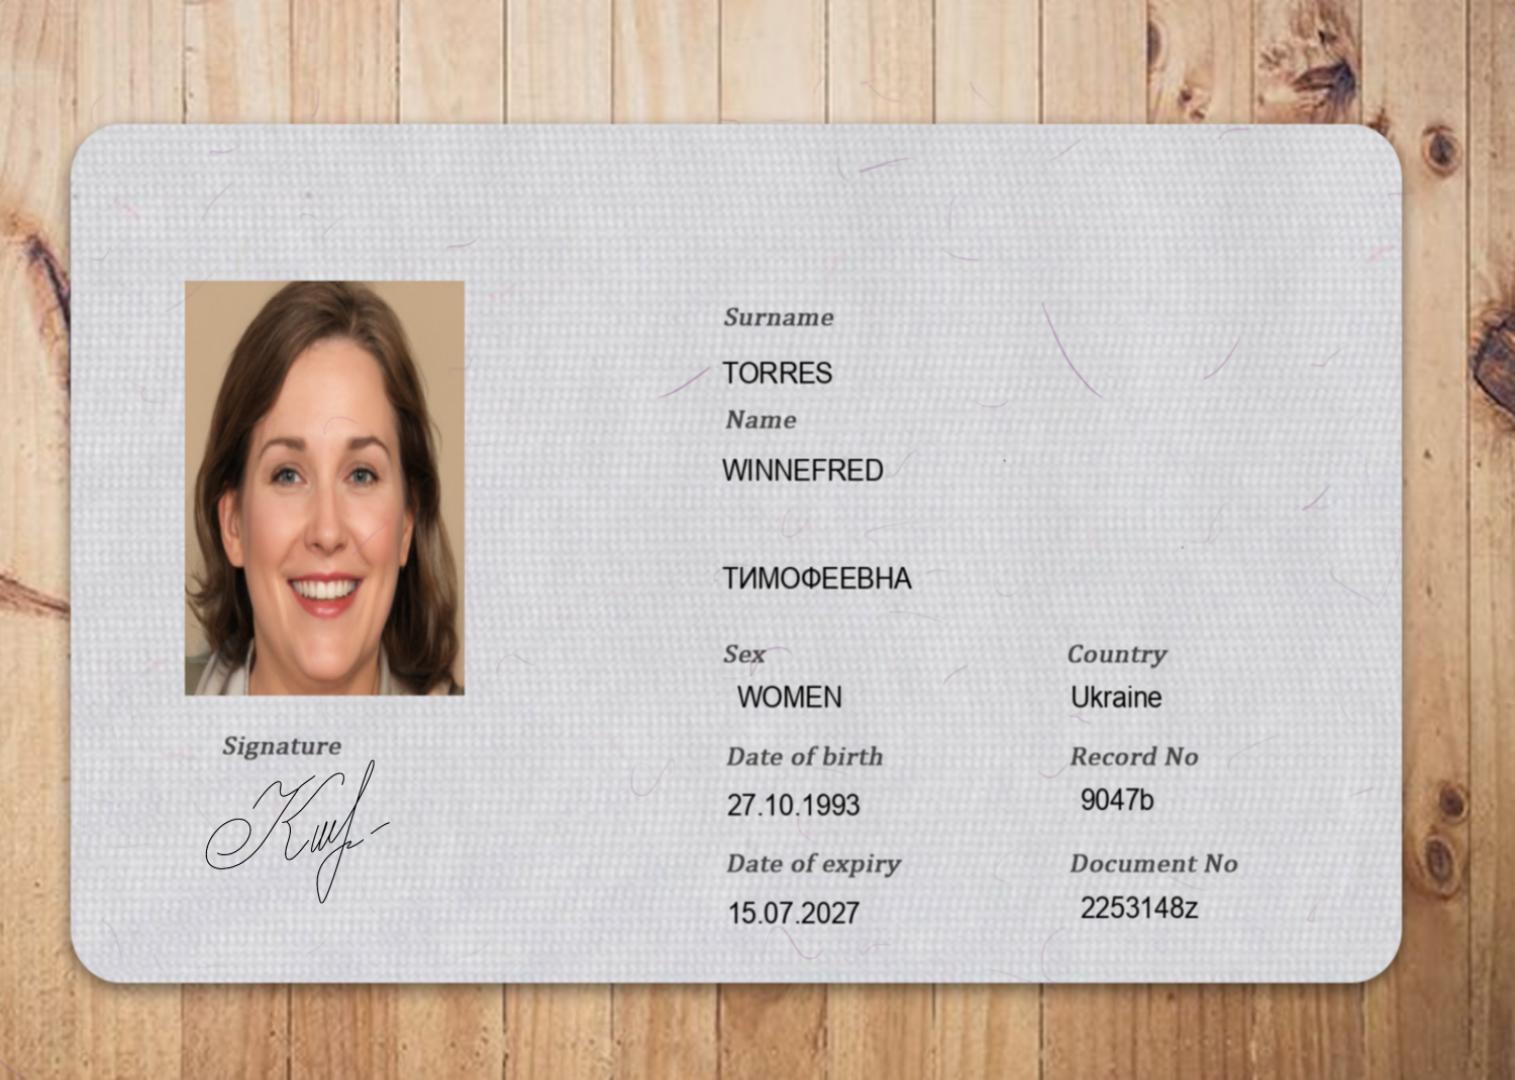 Surname
TORRES
Name
WINNEFRED
ТИМОФЕЕВНА
Sex
WOMEN
Country
Ukraine
Date of birth
27.10.1993
Record No
9047b
Date of expiry
15.07.2027
Document No
2253148z
Signature